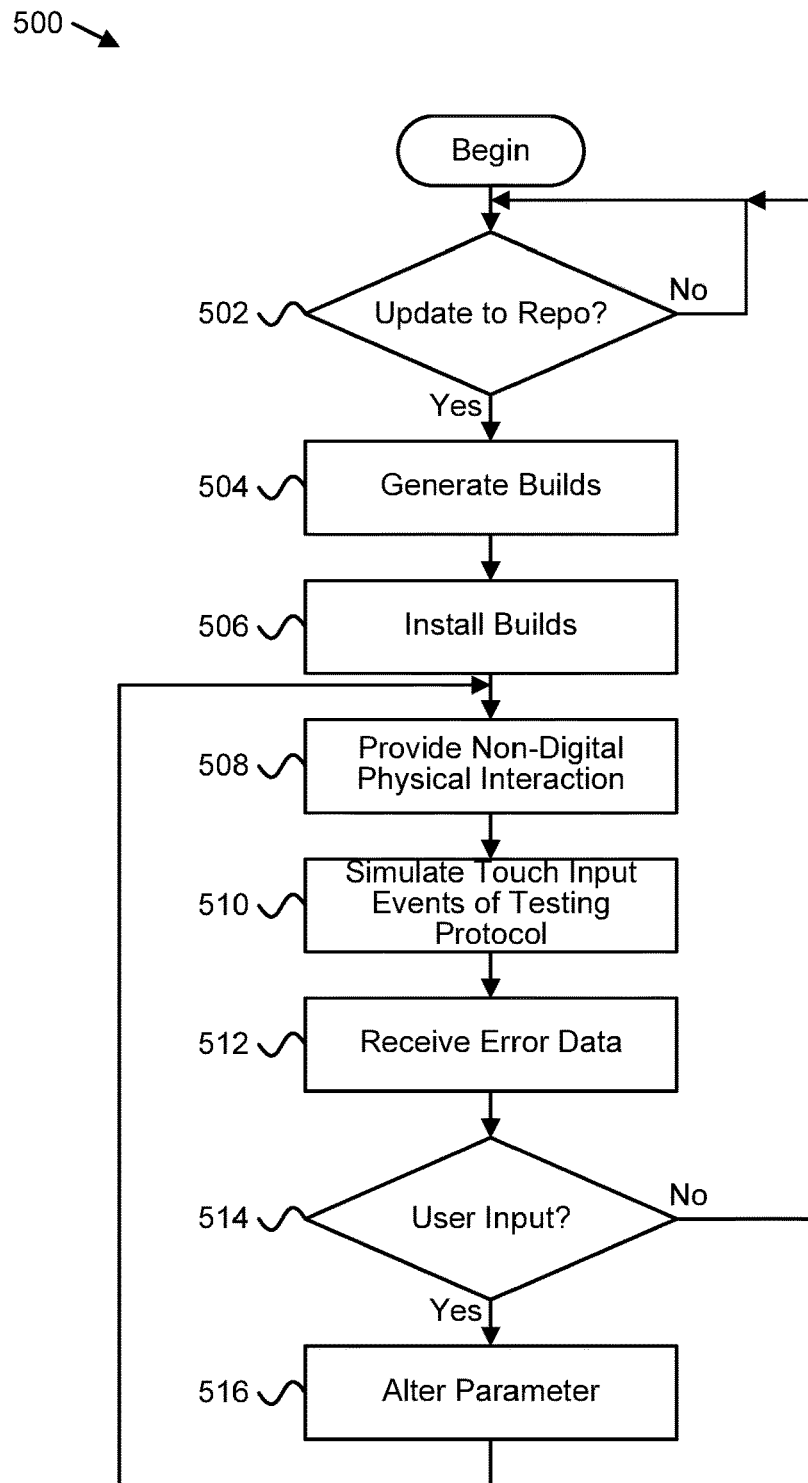 500
Begin
502
Update to Repo?
No
Yes
504
Generate Builds
506
Install Builds
508
Provide Non-Digital
Physical Interaction
510
Simulate Touch Input
Events of Testing
Protocol
512
Receive Error Data
514
User Input?
No
Yes
516
Alter Parameter